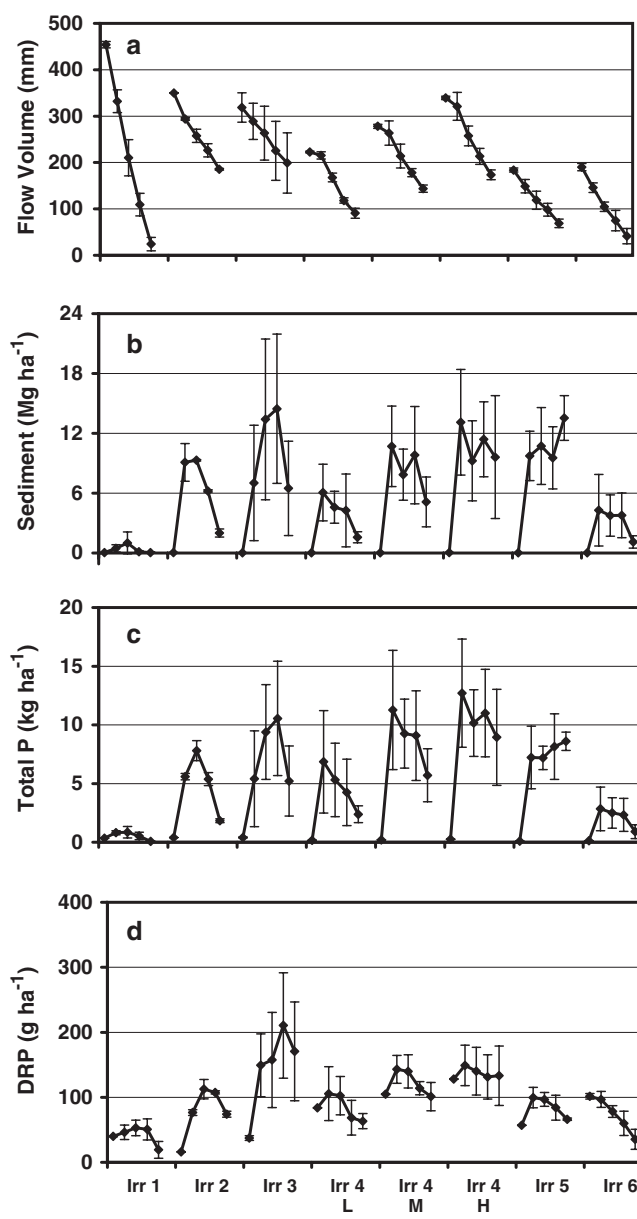 a
Flow Volume (mm)
500
400
300
200
100
0
b
Sediment (Mg ha-1)
24
18
12
6
0
c
Total P (kg ha-1)
20
15
10
5
0
d
DRP (g ha-1)
400
300
200
100
0
Irr 1 Irr 2 Irr 3 Irr 4 Irr 4 Irr 4 Irr 5 Irr 6
L M H